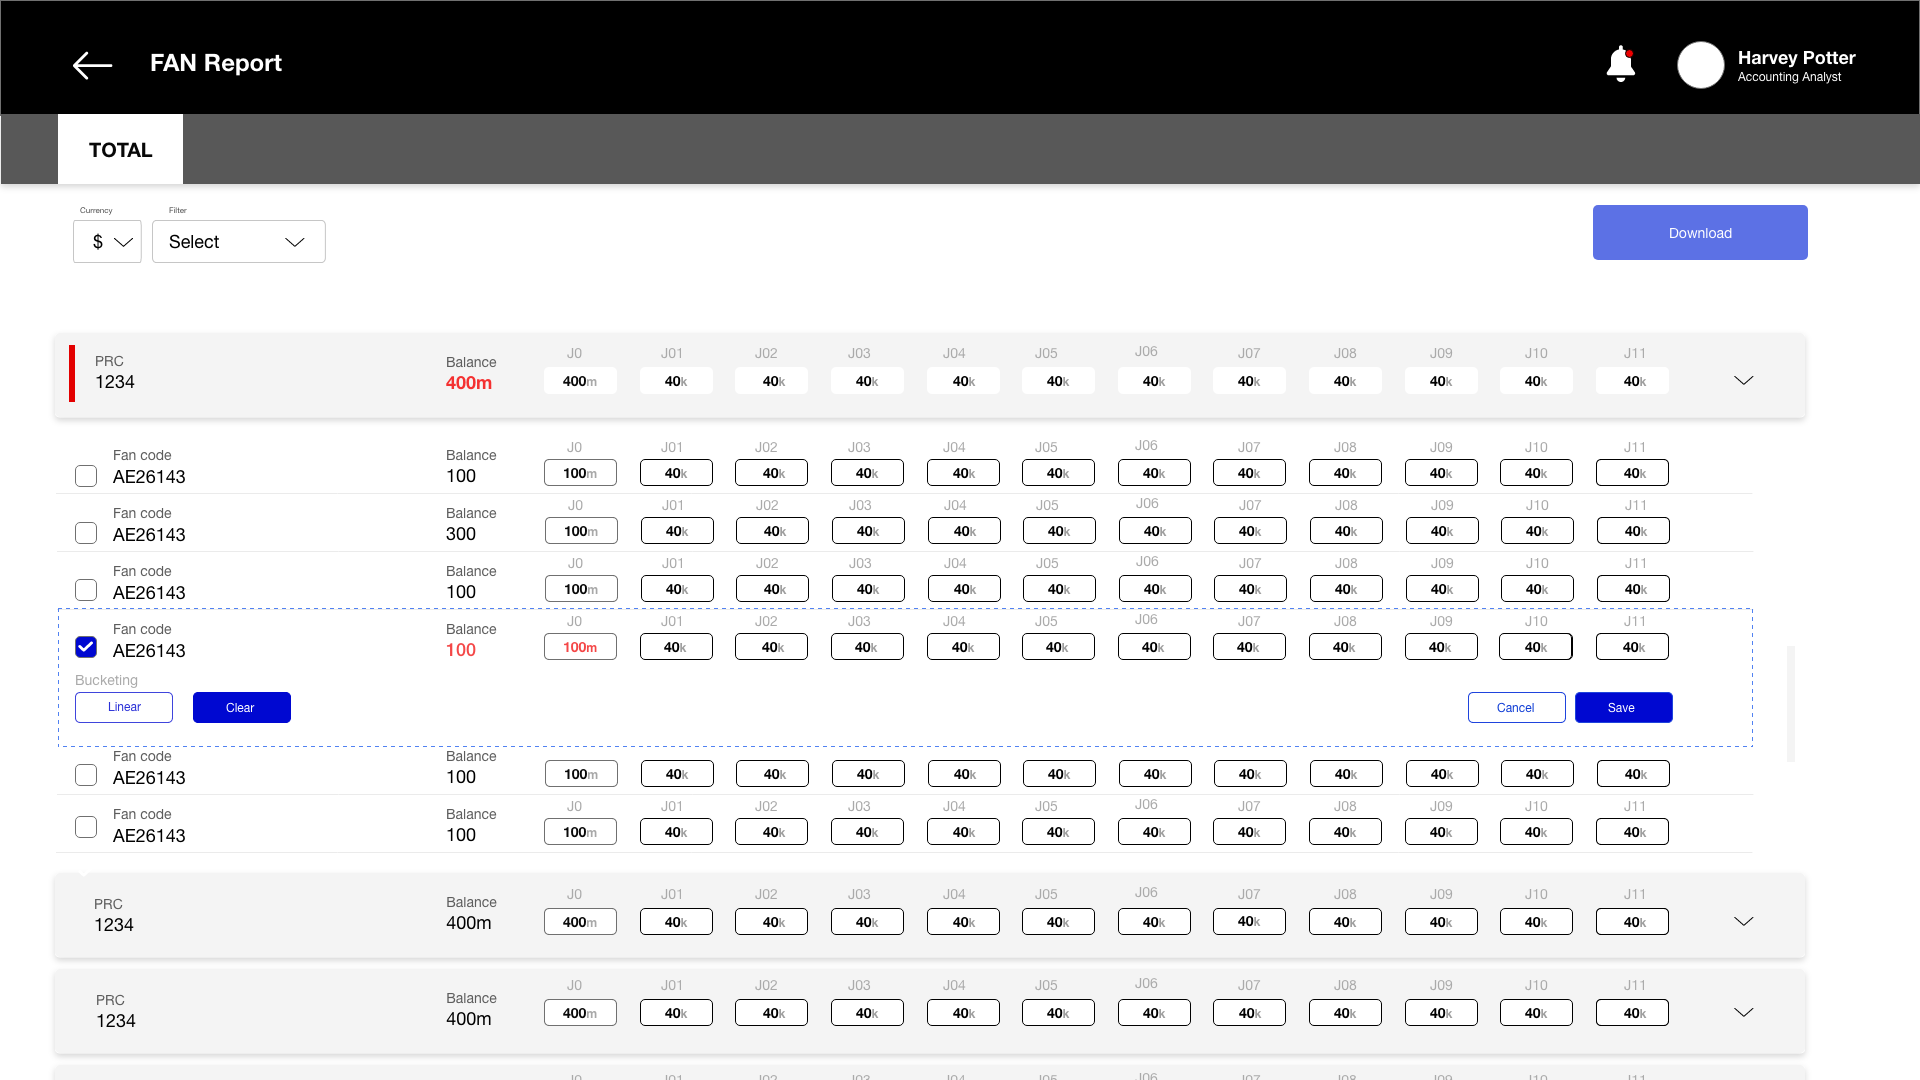 FAN Report
Harvey Potter
Accounting Analyst
TOTAL
Currency Filter
$ Select
Download
J0 J01 J02 J03 J04 J05 J06 J07 J08 J09 J10 J11
PRC Balance
1234 400m 400m 40k 40k 40k 40k 40k 40k 40k 40k 40k 40k 40k
J0 J01 J02 J03 J04 J05 J06 J07 J08 J09 J10 J11
Fan code Balance
AE26143 100 100m 40k 40k 40k 40k 40k 40k 40k 40k 40k 40k 40k
J0 J01 J02 J03 J04 J05 J06 J07 J08 J09 J10 J11
Fan code Balance
AE26143 300 100m 40k 40k 40k 40k 40k 40k 40k 40k 40k 40k 40k
J0 J01 J02 J03 J04 J05 J06 J07 J08 J09 J10 J11
Fan code Balance
AE26143 100 100m 40k 40k 40k 40k 40k 40k 40k 40k 40k 40k 40k
J0 J01 J02 J03 J04 J05 J06 J07 J08 J09 J10 J11
Fan code Balance
AE26143 100 100m 40k 40k 40k 40k 40k 40k 40k 40k 40k 40k 40k
Bucketing
Linear Clear Cancel Save
Fan code Balance
AE26143 100 100m 40k 40k 40k 40k 40k 40k 40k 40k 40k 40k 40k
J0 J01 J02 J03 J04 J05 J06 J07 J08 J09 J10 J11
Fan code Balance
AE26143 100 100m 40k 40k 40k 40k 40k 40k 40k 40k 40k 40k 40k
J0 J01 J02 J03 J04 J05 J06 J07 J08 J09 J10 J11
PRC Balance
1234 400m 400m 40k 40k 40k 40k 40k 40k 40k 40k 40k 40k 40k
J0 J01 J02 J03 J04 J05 J06 J07 J08 J09 J10 J11
PRC Balance
1234 400m 400m 40k 40k 40k 40k 40k 40k 40k 40k 40k 40k 40k
J0 J01 J02 J03 J04 J05 J06 J07 J08 J09 J10 J11